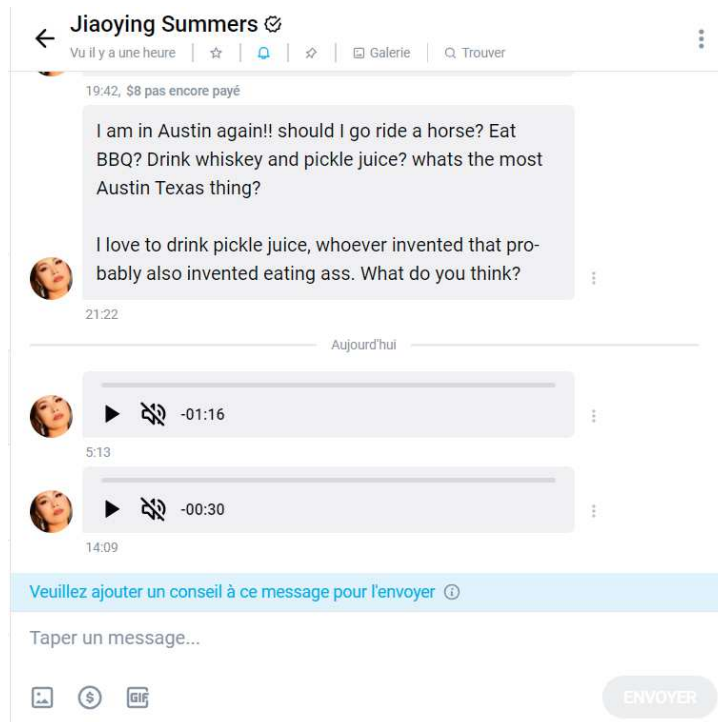 Jiaoying Summers
Vu il y a une heure | | | | Galerie | Trouver
19:42, $8 pas encore payé
I am in Austin again!! should I go ride a horse? Eat
BBQ? Drink whiskey and pickle juice? whats the most
Austin Texas thing?
I love to drink pickle juice, whoever invented that pro-
bably also invented eating ass. What do you think?
21:22
Aujourd'hui
-01:16
5:13
-00:30
14:09
Veuillez ajouter un conseil à ce message pour l'envoyer
Taper un message...
GIF
ENVOYER